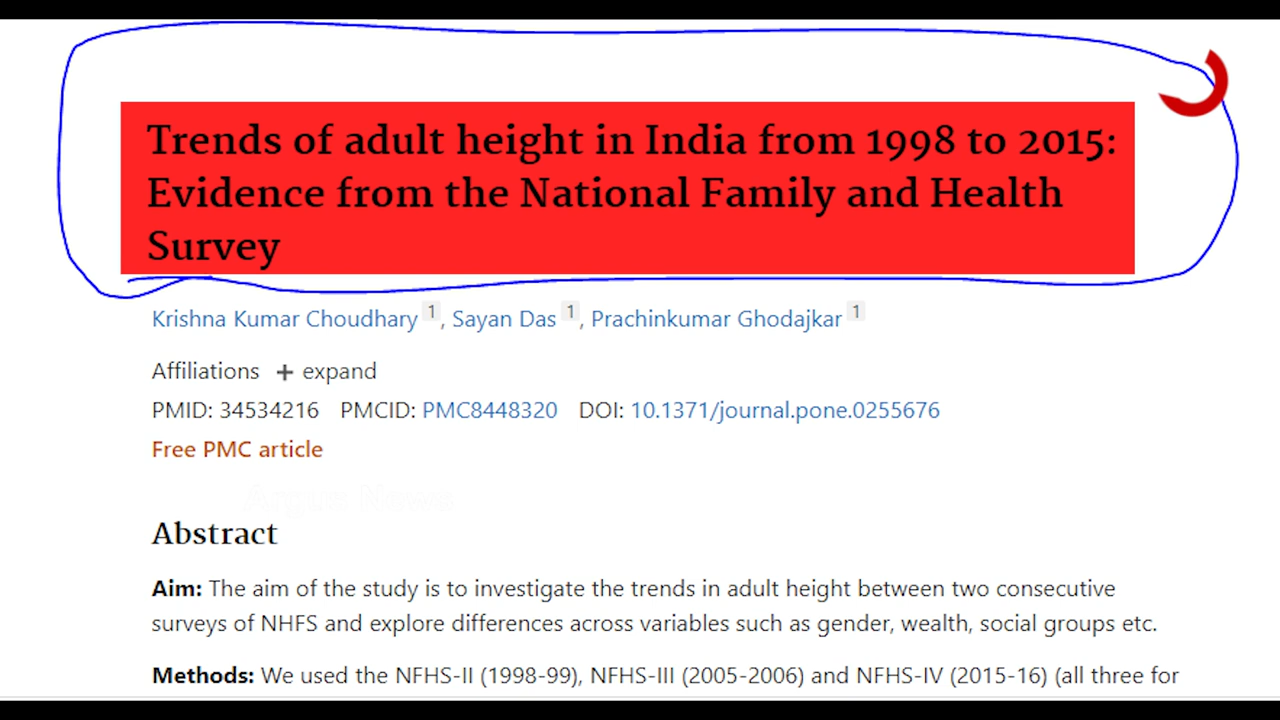 Trends of adult height in India from 1998 to 2015:
Evidence from the National Family and Health
Survey
Krishna Kumar Choudhary 1, Sayan Das 1, Prachinkumar Ghodajkar 1
Affiliations + expand
PMID: 34534216 PMCID: PMC8448320 DOI: 10.1371/journal.pone.0255676
Free PMC article
Argus News
Abstract
Aim: The aim of the study is to investigate the trends in adult height between two consecutive
surveys of NHFS and explore differences across variables such as gender, wealth, social groups etc.
Methods: We used the NFHS-II (1998-99), NFHS-III (2005-2006) and NFHS-IV (2015-16) (all three for